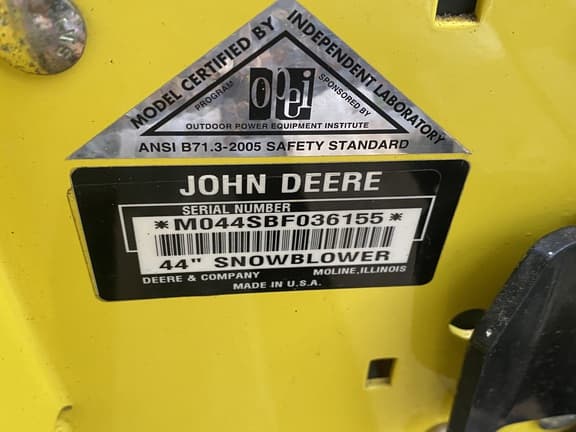 MODEL CERTIFIED BY INDEPENDENT LABORATORY
PROGRAM opei SPONSORED BY
OUTDOOR POWER EQUIPMENT INSTITUTE
ANSI B71.3-2005 SAFETY STANDARD
JOHN DEERE
SERIAL NUMBER
*M044SBF036155*
44" SNOWBLOWER
DEERE & COMPANY MOLINE, ILLINOIS
MADE IN U.S.A.